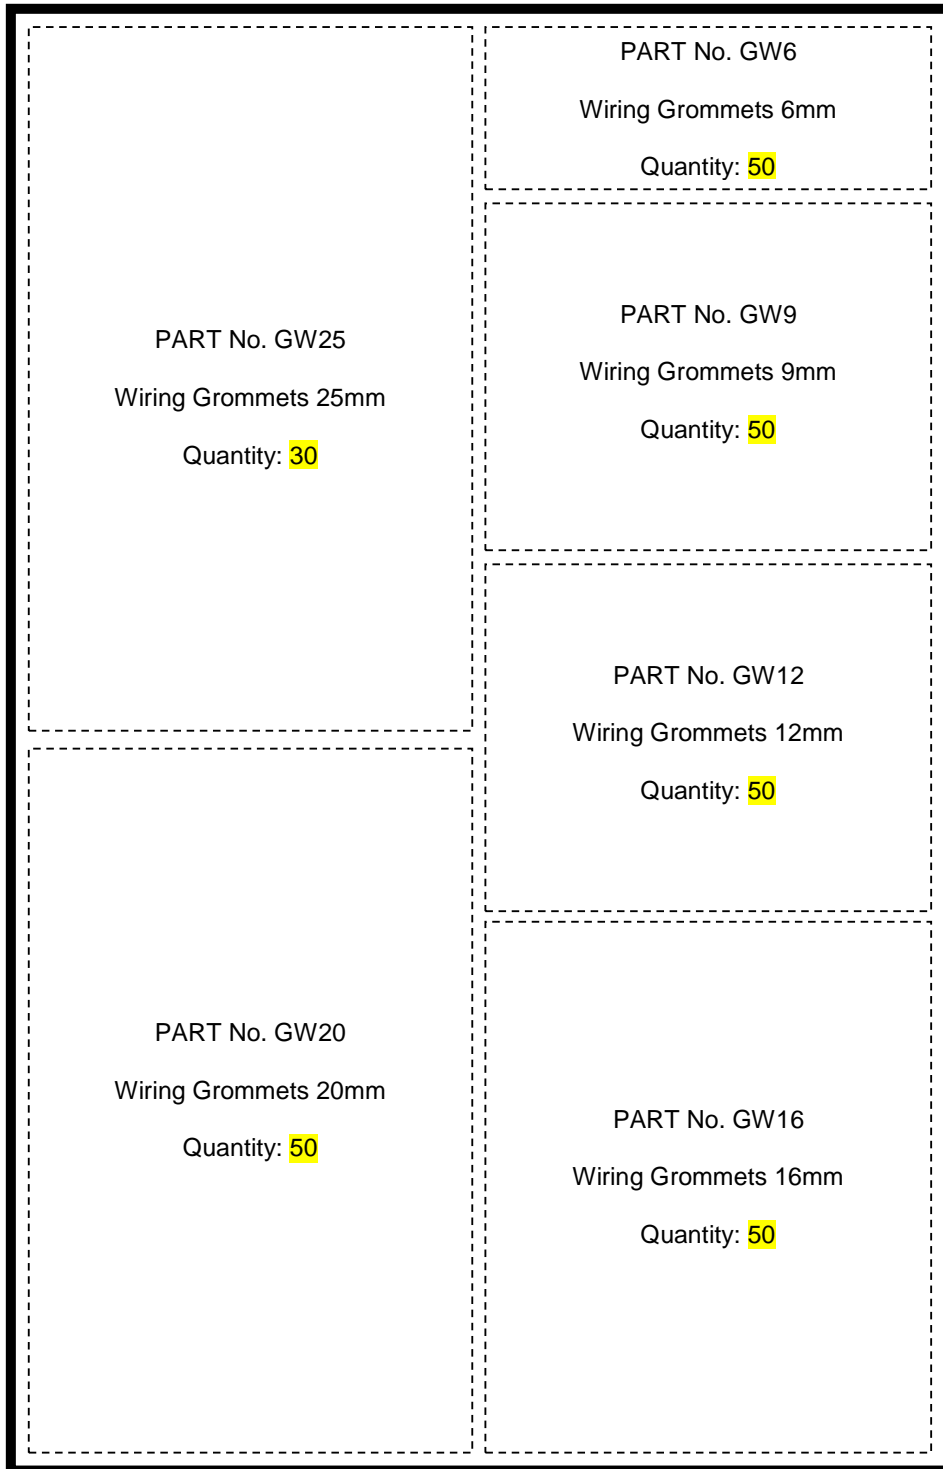 PART No. GW25
Wiring Grommets 25mm
Quantity: 30
PART No. GW20
Wiring Grommets 20mm
Quantity: 50
PART No. GW6
Wiring Grommets 6mm
Quantity: 50
PART No. GW9
Wiring Grommets 9mm
Quantity: 50
PART No. GW12
Wiring Grommets 12mm
Quantity: 50
PART No. GW16
Wiring Grommets 16mm
Quantity: 50